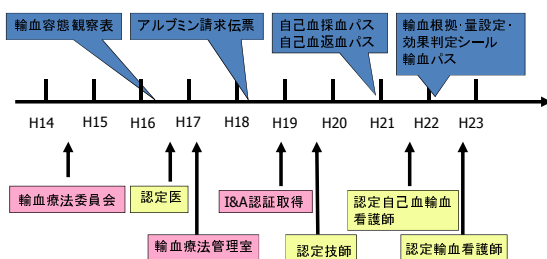 輸血容態観察表
アルブミン請求伝票
自己血採血パス
自己血返血パス
輸血根拠・量設定・
効果判定シール
輸血パス
H14
H15
H16
H17
H18
H19
H20
H21
H22
H23
輸血療法委員会
認定医
I&A認証取得
認定自己血輸血
看護師
輸血療法管理室
認定技師
認定輸血看護師